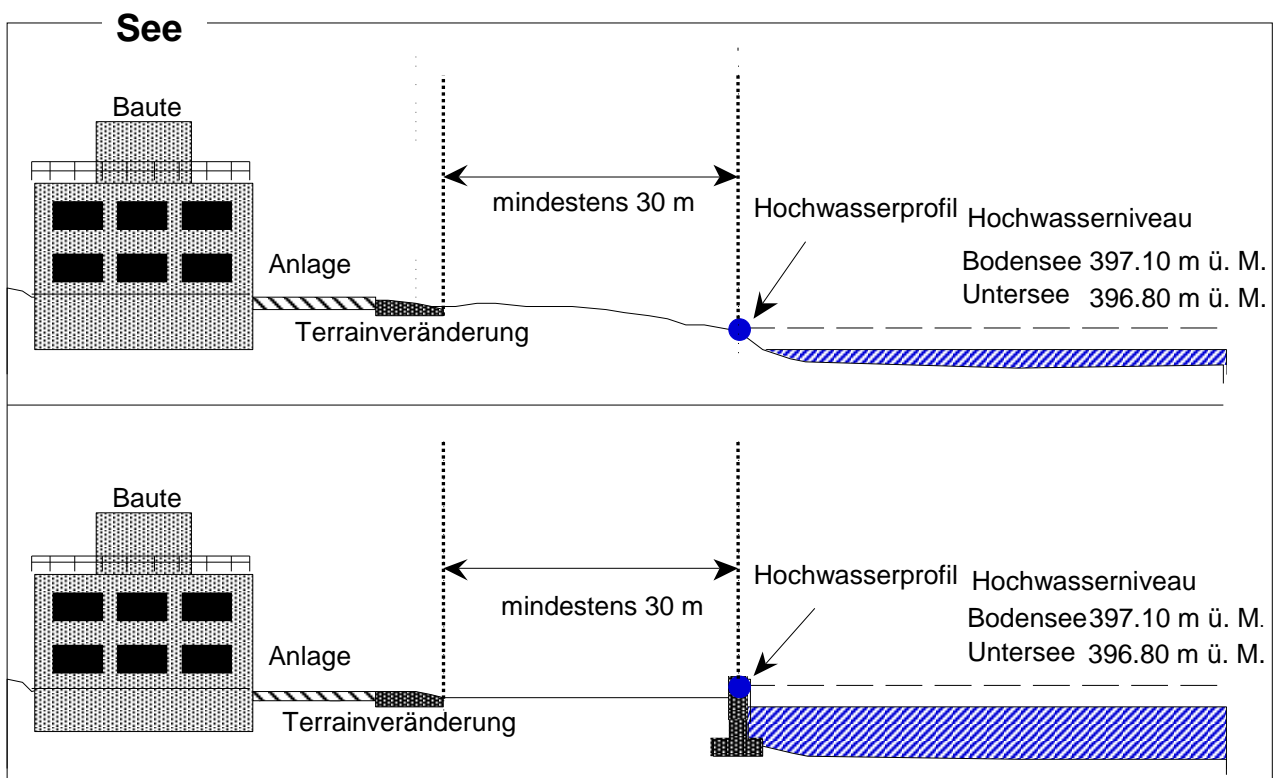 See
Baute
mindestens 30 m
Hochwasserprofil
Hochwasserniveau
Anlage
Bodensee 397.10 m ü. M.
Untersee 396.80 m ü. M.
Terrainveränderung
Baute
mindestens 30 m
Hochwasserprofil
Hochwasserniveau
Bodensee 397.10 m ü. M.
Anlage
Untersee 396.80 m ü. M.
Terrainveränderung